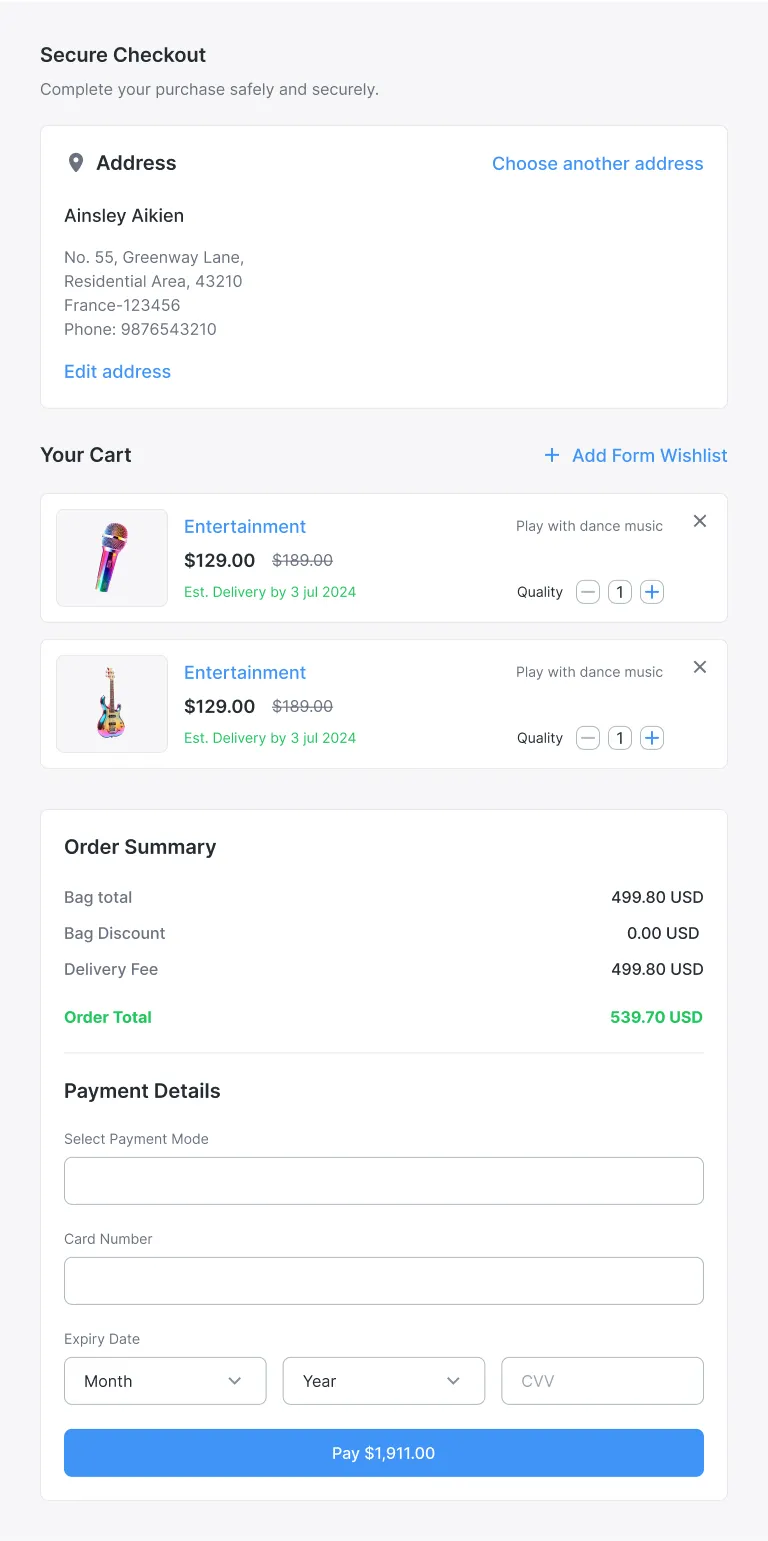 Secure Checkout
Complete your purchase safely and securely.
Address
Choose another address
Ainsley Aikien
No. 55, Greenway Lane,
Residential Area, 43210
France-123456
Phone: 9876543210
Edit address
Your Cart
+ Add Form Wishlist
Entertainment
Play with dance music
$129.00 $189.00
Est. Delivery by 3 jul 2024
Quality 1
Entertainment
Play with dance music
$129.00 $189.00
Est. Delivery by 3 jul 2024
Quality 1
Order Summary
Bag total 499.80 USD
Bag Discount 0.00 USD
Delivery Fee 499.80 USD
Order Total 539.70 USD
Payment Details
Select Payment Mode
Card Number
Expiry Date
Month Year CVV
Pay $1,911.00